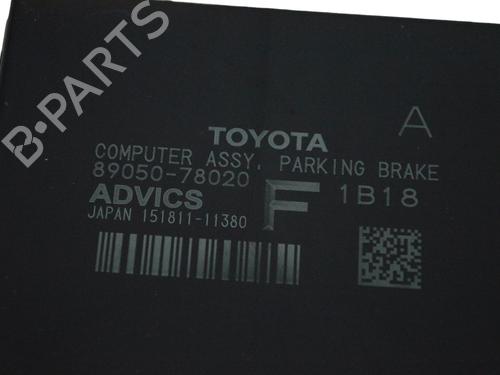 B-PARTS
A
TOYOTA
COMPUTER ASSY, PARKING BRAKE
89050-78020
F
1B18
ADVICS
JAPAN 151811-11380